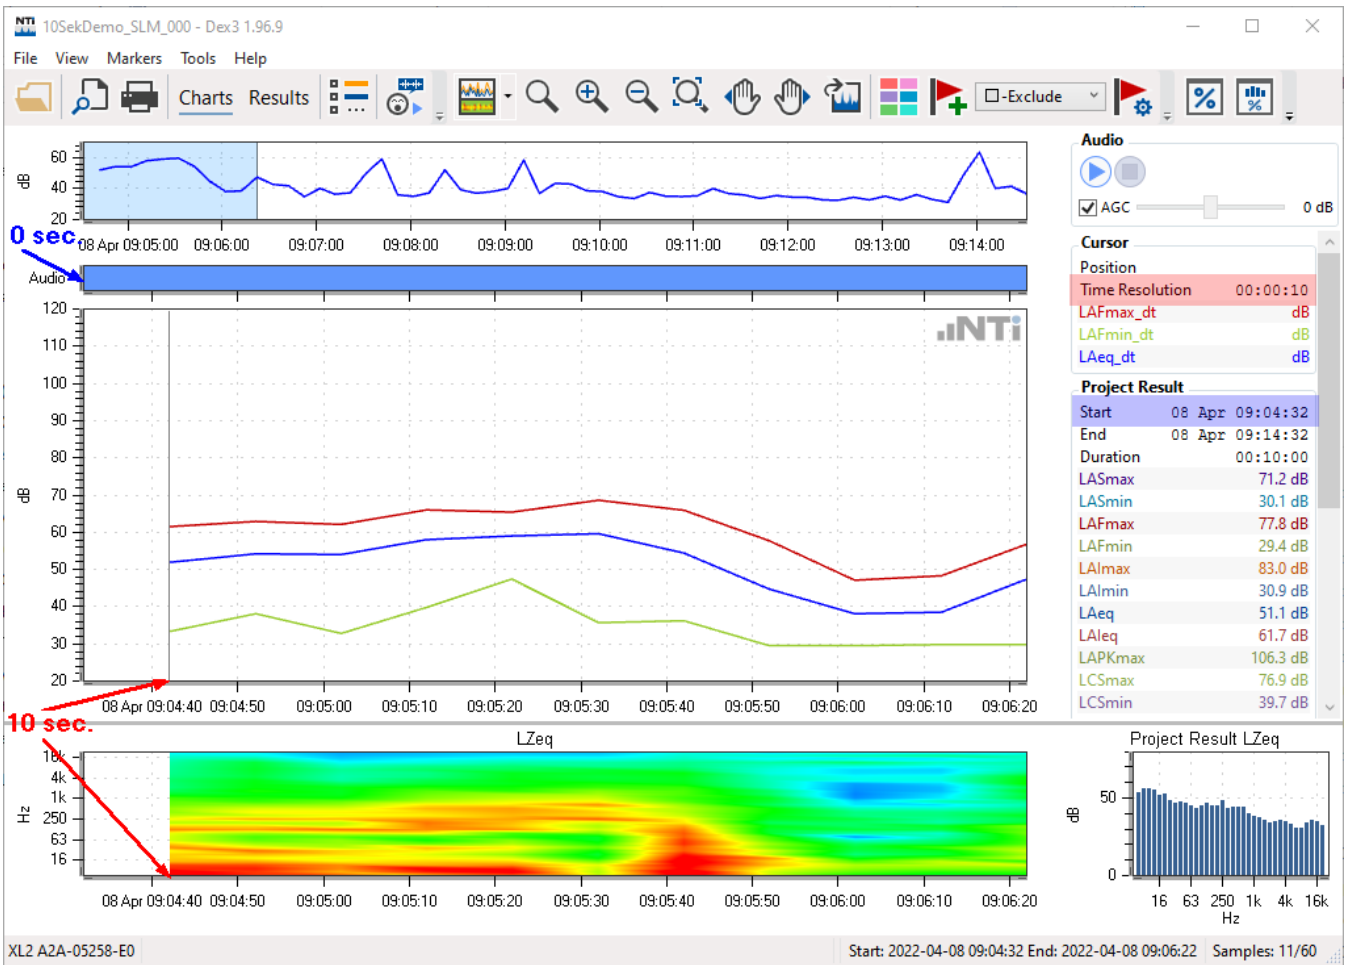 NTi 10SekDemo_SLM_000 - Dex3 1.96.9
File View Markers Tools Help
Charts Results -Exclude
60
40
20
dB
08 Apr 09:05:00 09:06:00 09:07:00 09:08:00 09:09:00 09:10:00 09:11:00 09:12:00 09:13:00 09:14:00
0 sec.
Audio
120
110
100
90
80
70
60
50
40
30
20
dB
NTi
08 Apr 09:04:40 09:04:50 09:05:00 09:05:10 09:05:20 09:05:30 09:05:40 09:05:50 09:06:00 09:06:10 09:06:20
10 sec.
LZeq
16k
4k
1k
250
63
16
Hz
08 Apr 09:04:40 09:04:50 09:05:00 09:05:10 09:05:20 09:05:30 09:05:40 09:05:50 09:06:00 09:06:10 09:06:20
Audio
AGC 0 dB
Cursor
Position
Time Resolution 00:00:10
LAFmax_dt dB
LAFmin_dt dB
LAeq_dt dB
Project Result
Start 08 Apr 09:04:32
End 08 Apr 09:14:32
Duration 00:10:00
LASmax 71.2 dB
LASmin 30.1 dB
LAFmax 77.8 dB
LAFmin 29.4 dB
LAImax 83.0 dB
LAImin 30.9 dB
LAeq 51.1 dB
LAIeq 61.7 dB
LAPKmax 106.3 dB
LCSmax 76.9 dB
LCSmin 39.7 dB
Project Result LZeq
50
0
dB
16 63 250 1k 4k 16k
Hz
XL2 A2A-05258-E0
Start: 2022-04-08 09:04:32 End: 2022-04-08 09:06:22 Samples: 11/60